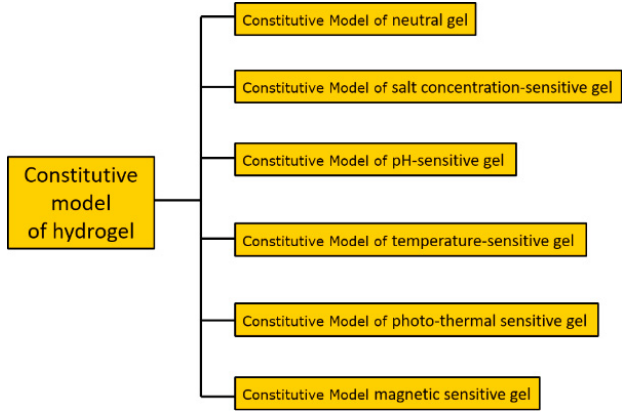 Constitutive Model of neutral gel
Constitutive Model of salt concentration-sensitive gel
Constitutive Model of pH-sensitive gel
Constitutive
model
of hydrogel
Constitutive Model of temperature-sensitive gel
Constitutive Model of photo-thermal sensitive gel
Constitutive Model magnetic sensitive gel